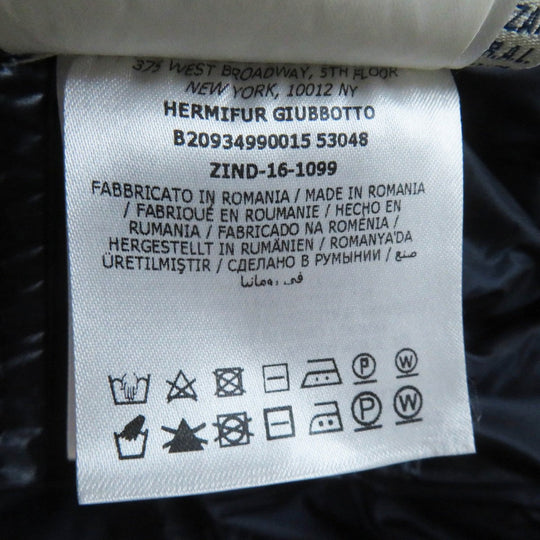 375 WEST BROADWAY, 5TH FLOOR
NEW YORK, 10012 NY
HERMIFUR GIUBBOTTO
B20934990015 53048
ZIND-16-1099
FABBRICATO IN ROMANIA / MADE IN ROMANIA
/ FABRIQUÉ EN ROUMANIE / HECHO EN
RUMANIA / FABRICADO NA ROMÉNIA /
HERGESTELLT IN RUMÄNIEN / ROMANYA'DA
ÜRETILMIŞTIR / СДЕЛАНО В РУМЫНИИ / صنع
في رومانيا
P W
P W